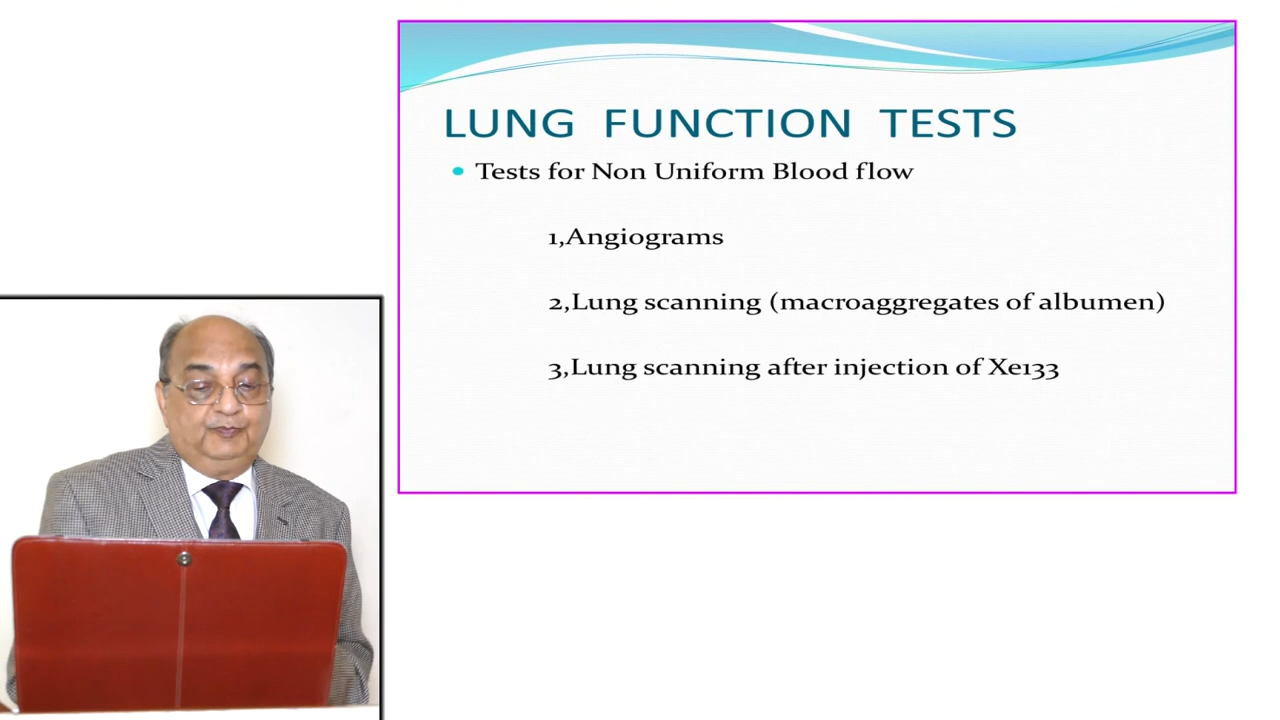 LUNG FUNCTION TESTS
Tests for Non Uniform Blood flow
1,Angiograms
2,Lung scanning (macroaggregates of albumen)
3,Lung scanning after injection of Xe133